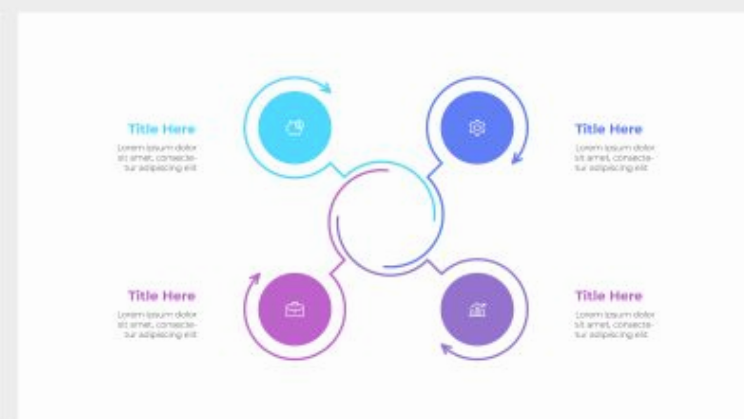 Title Here
Lorem ipsum dolor
sit amet, consecte-
tur adipiscing elit
Title Here
Lorem ipsum dolor
sit amet, consecte-
tur adipiscing elit
Title Here
Lorem ipsum dolor
sit amet, consecte-
tur adipiscing elit
Title Here
Lorem ipsum dolor
sit amet, consecte-
tur adipiscing elit